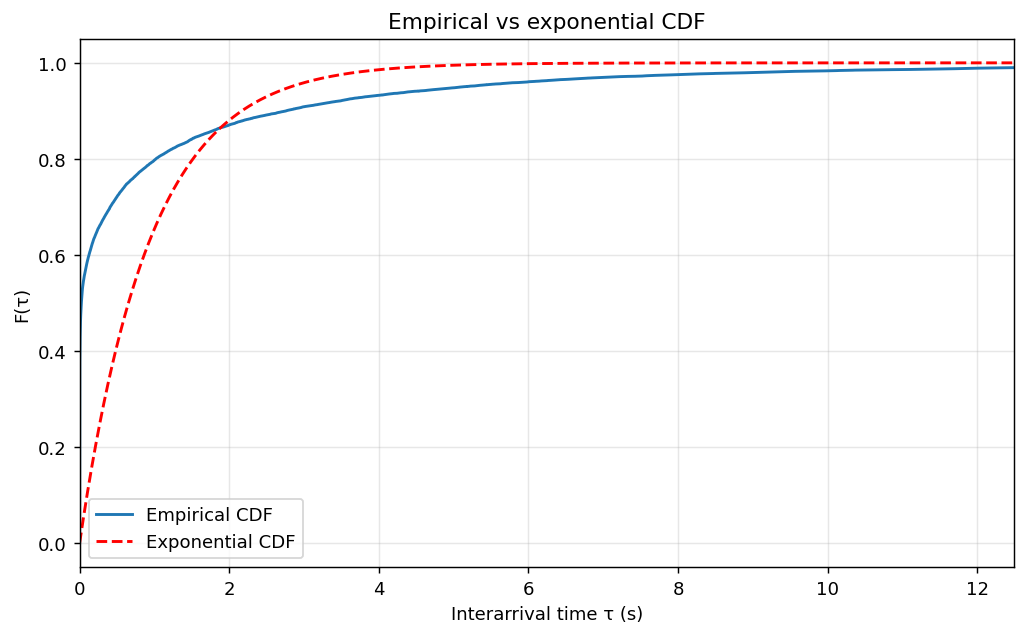 Empirical vs exponential CDF
F(τ)
1.0
0.8
0.6
0.4
0.2
0.0
Empirical CDF
Exponential CDF
0 2 4 6 8 10 12
Interarrival time τ (s)